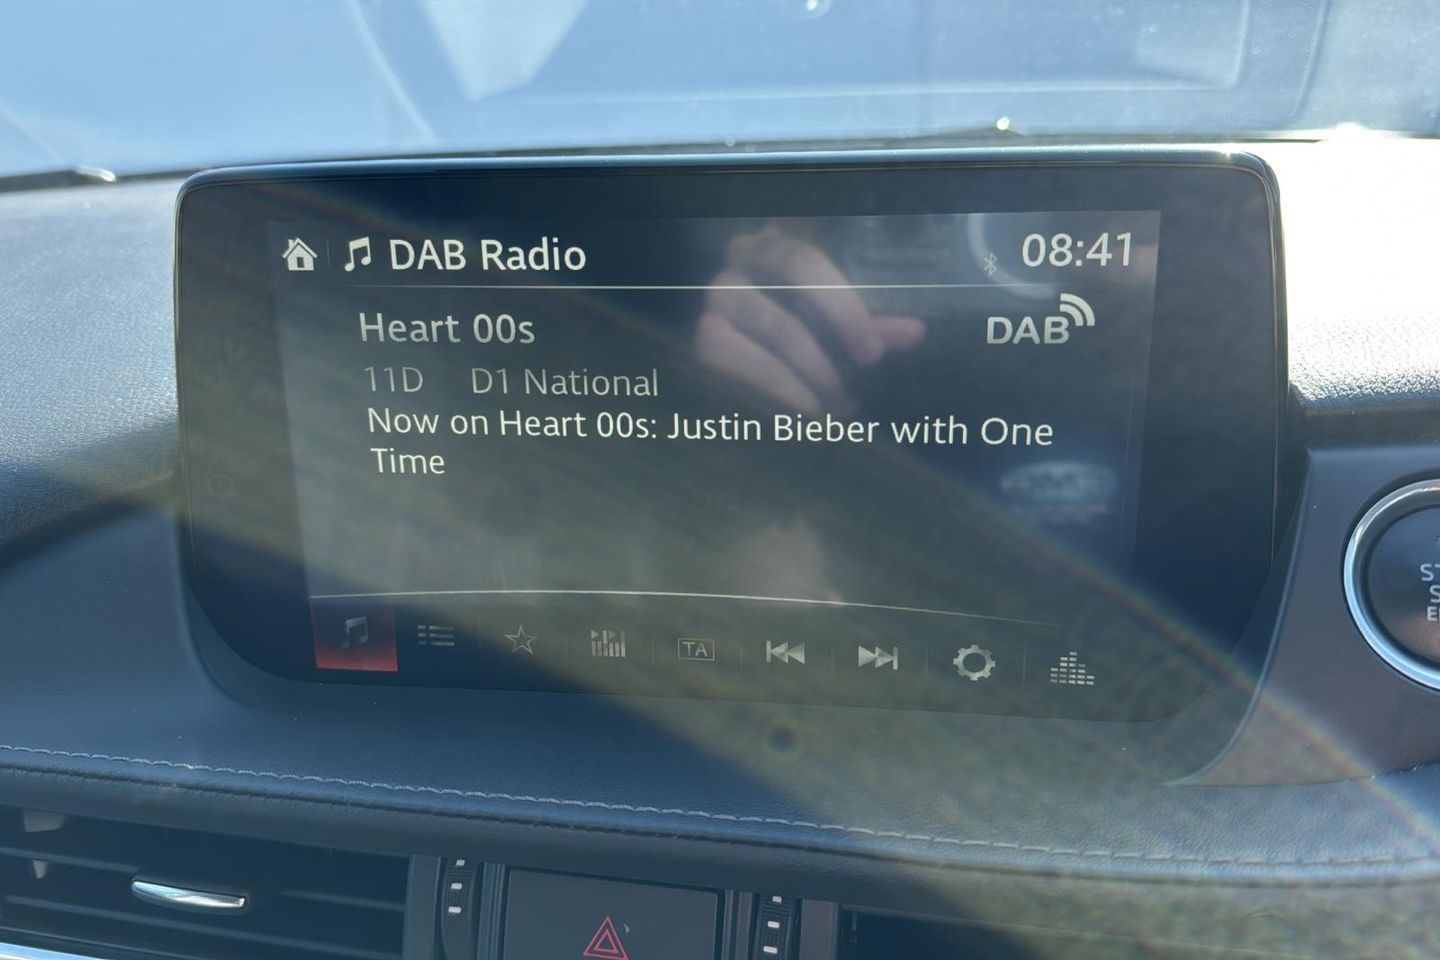 DAB Radio
08:41
Heart 00s
DAB
11D D1 National
Now on Heart 00s: Justin Bieber with One
Time
TA